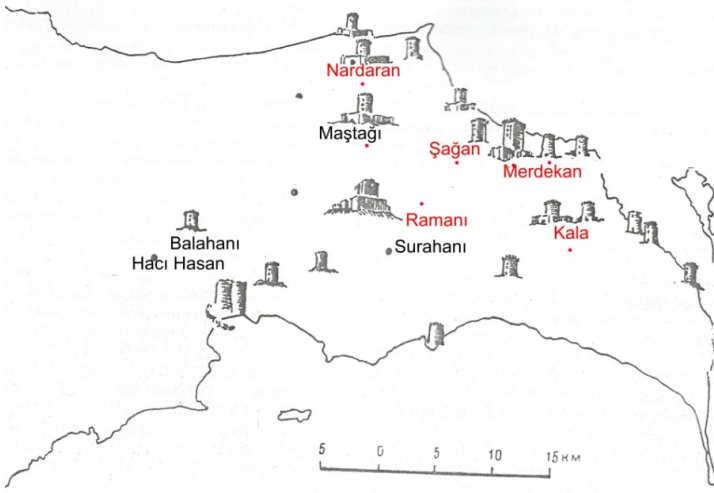 Nardaran
Maştağı
Şağan
Merdekan
Ramanı
Kala
Balahanı
Surahanı
Hacı Hasan
5 0 5 10 15 км